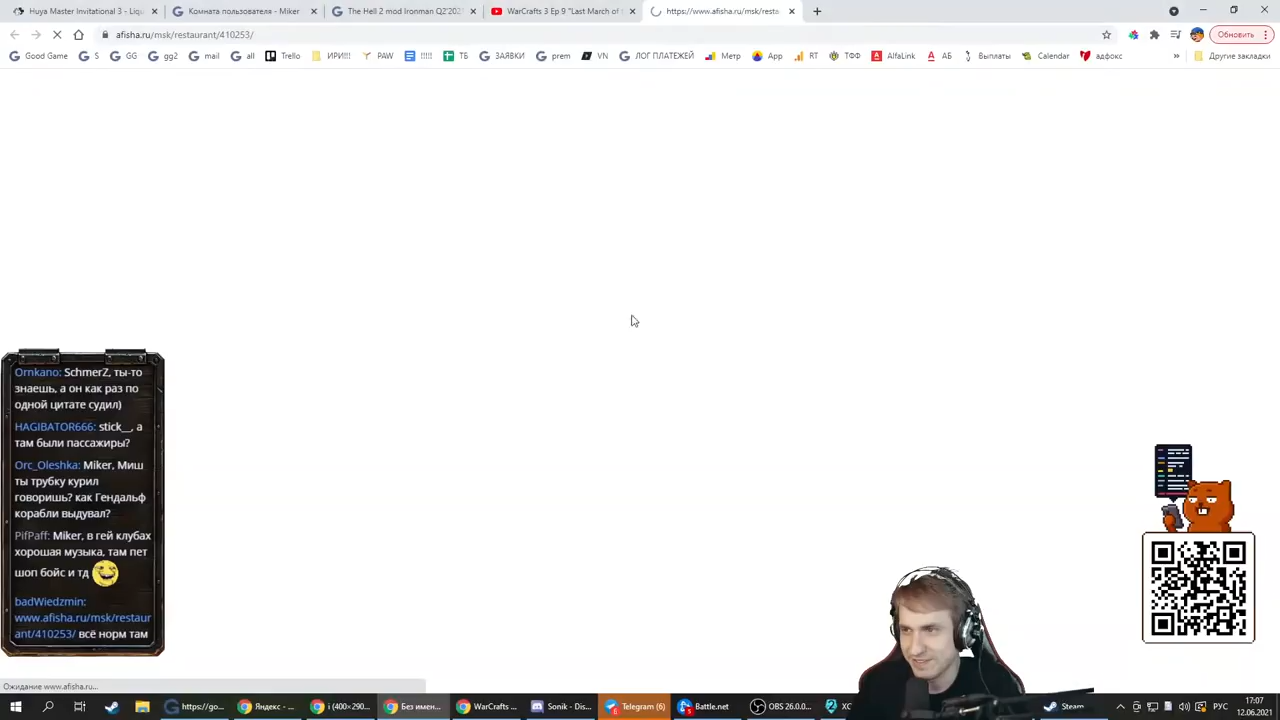 Huya Master Invitational 3 - Liqu
Комната пользователя - Miker
The Hell 2 mod Ironman Q2'202
WarCrafts 3 Ep.9 "Last March of t
https://www.afisha.ru/msk/resta
afisha.ru/msk/restaurant/410253/
Обновить
Good Game S GG gg2 mail all Trello ИРИ!!! PAW !!!!! ТБ ЗАЯВКИ prem VN ЛОГ ПЛАТЕЖЕЙ Метр App RT ТФФ AlfaLink АБ Выплаты Calendar адфокс » Другие закладки
Ornkano: SchmerZ, ты-то
знаешь, а он как раз по
одной цитате судил)
HAGIBATOR666: stick__, а
там были пассажиры?
Orc_Oleshka: Miker, Миш
ты трубку курил
говоришь? как Гендальф
корабли выдувал?
PifPaff: Miker, в гей клубах
хорошая музыка, там пет
шоп бойс и тд
badWiedzmin:
www.afisha.ru/msk/restaur
ant/410253/ всё норм там
Ожидание www.afisha.ru...
https://go... Яндекс – ... i (400×290... Без имен... WarCrafts ... Sonik - Dis... Telegram (6) Battle.net OBS 26.0.0... XC Steam РУС
17:07
12.06.2021